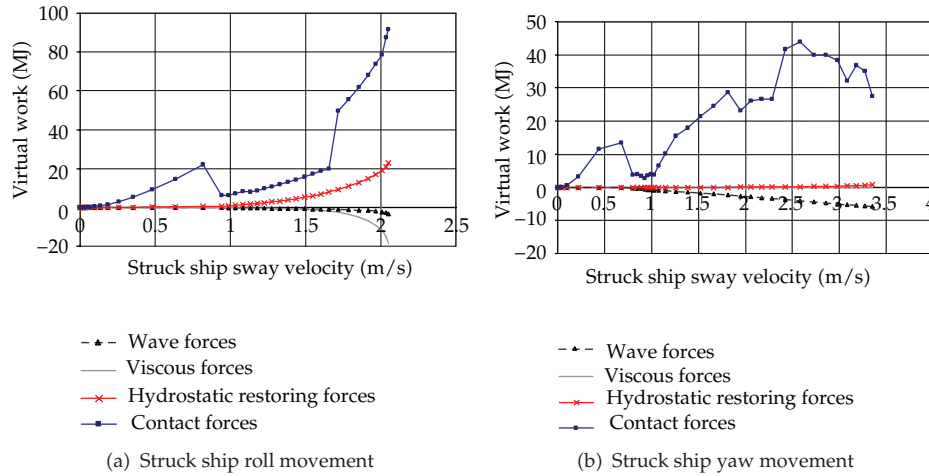 100
80
60
40
20
0
−20
Virtual work (MJ)
0
0.5
1
1.5
2
2.5
Struck ship sway velocity (m/s)
Wave forces
Viscous forces
Hydrostatic restoring forces
Contact forces
(a) Struck ship roll movement
50
40
30
20
10
0
−10
−20
Virtual work (MJ)
0
0.5
1
1.5
2
2.5
3
3.5
4
Struck ship sway velocity (m/s)
Wave forces
Viscous forces
Hydrostatic restoring forces
Contact forces
(b) Struck ship yaw movement